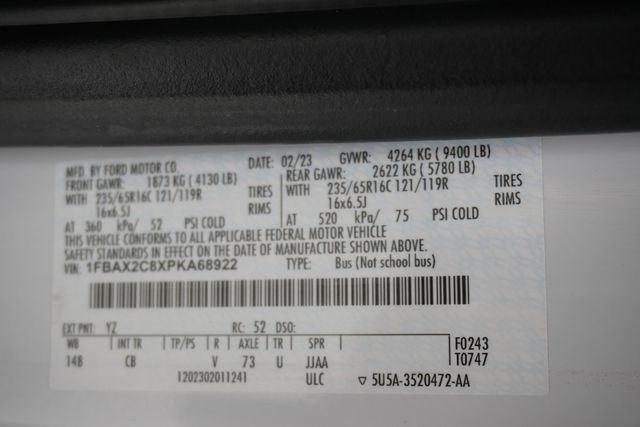 MFD. BY FORD MOTOR CO. DATE: 02/23 GVWR: 4264 KG ( 9400 LB)
FRONT GAWR: 1873 KG ( 4130 LB) REAR GAWR: 2622 KG ( 5780 LB)
WITH 235/65R16C 121/119R TIRES WITH 235/65R16C 121/119R TIRES
16x6.5J RIMS 16x6.5J RIMS
AT 360 kPa/ 52 PSI COLD AT 520 kPa/ 75 PSI COLD
THIS VEHICLE CONFORMS TO ALL APPLICABLE FEDERAL MOTOR VEHICLE
SAFETY STANDARDS IN EFFECT ON THE DATE OF MANUFACTURE SHOWN ABOVE.
VIN: 1FBAX2C8XPKA68922 TYPE: Bus (Not school bus)
EXT PNT: YZ RC: 52 DSO:
WB INT TR TP/PS R AXLE TR SPR F0243
148 CB V 73 U JJAA T0747
1202302011241 ULC ▽ 5U5A-3520472-AA